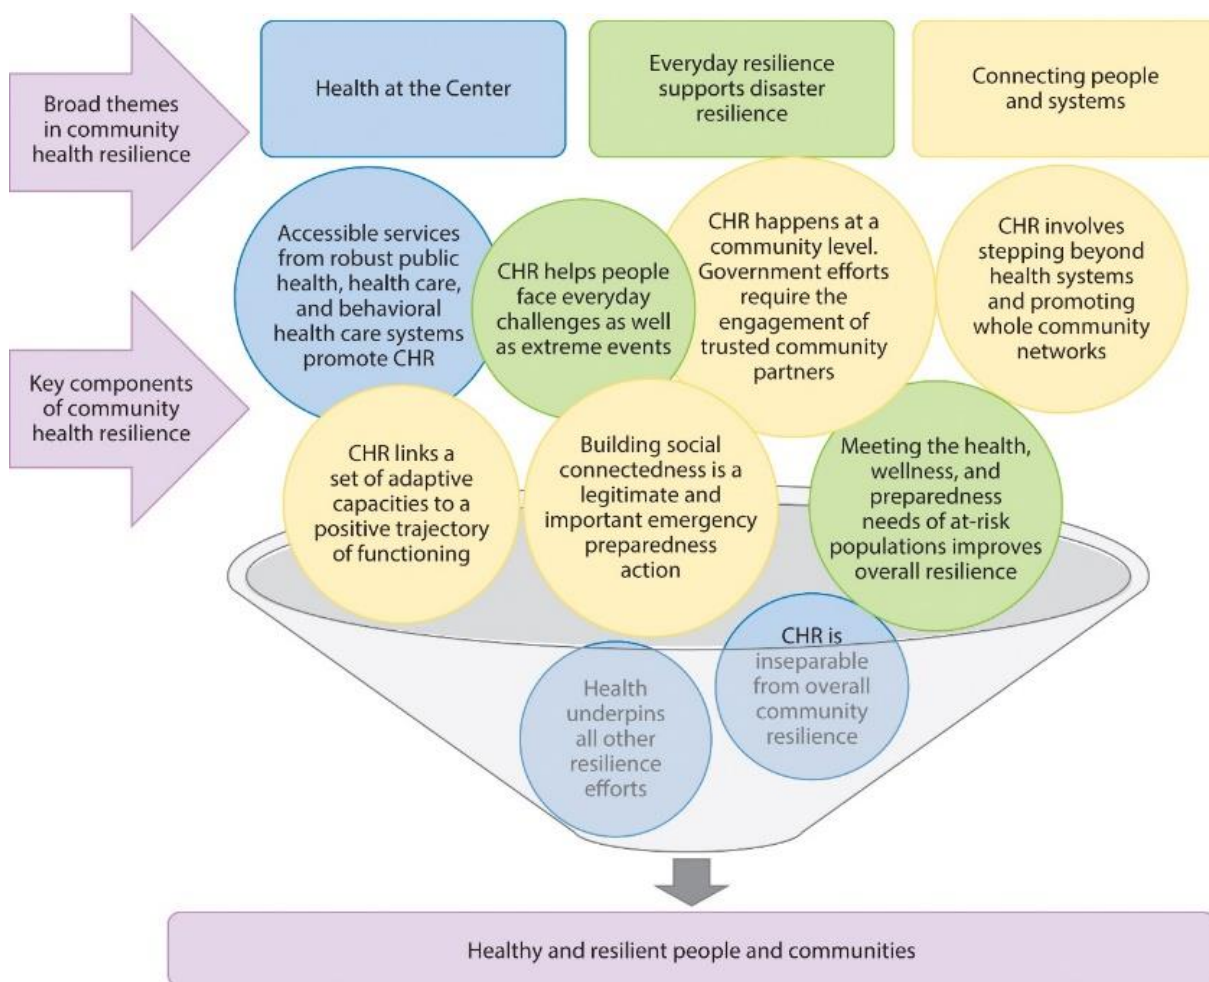 Broad themes
in community
health resilience
Health at the Center
Everyday resilience
supports disaster
resilience
Connecting people
and systems
Key components
of community
health resilience
Accessible services
from robust public
health, health care,
and behavioral
health care systems
promote CHR
CHR helps people
face everyday
challenges as well
as extreme events
CHR happens at a
community level.
Government efforts
require the
engagement of
trusted community
partners
CHR involves
stepping beyond
health systems
and promoting
whole community
networks
CHR links a
set of adaptive
capacities to a
positive trajectory
of functioning
Building social
connectedness is a
legitimate and
important emergency
preparedness
action
Meeting the health,
wellness, and
preparedness
needs of at-risk
populations improves
overall resilience
Health
underpins
all other
resilience
efforts
CHR is
inseparable
from overall
community
resilience
Healthy and resilient people and communities